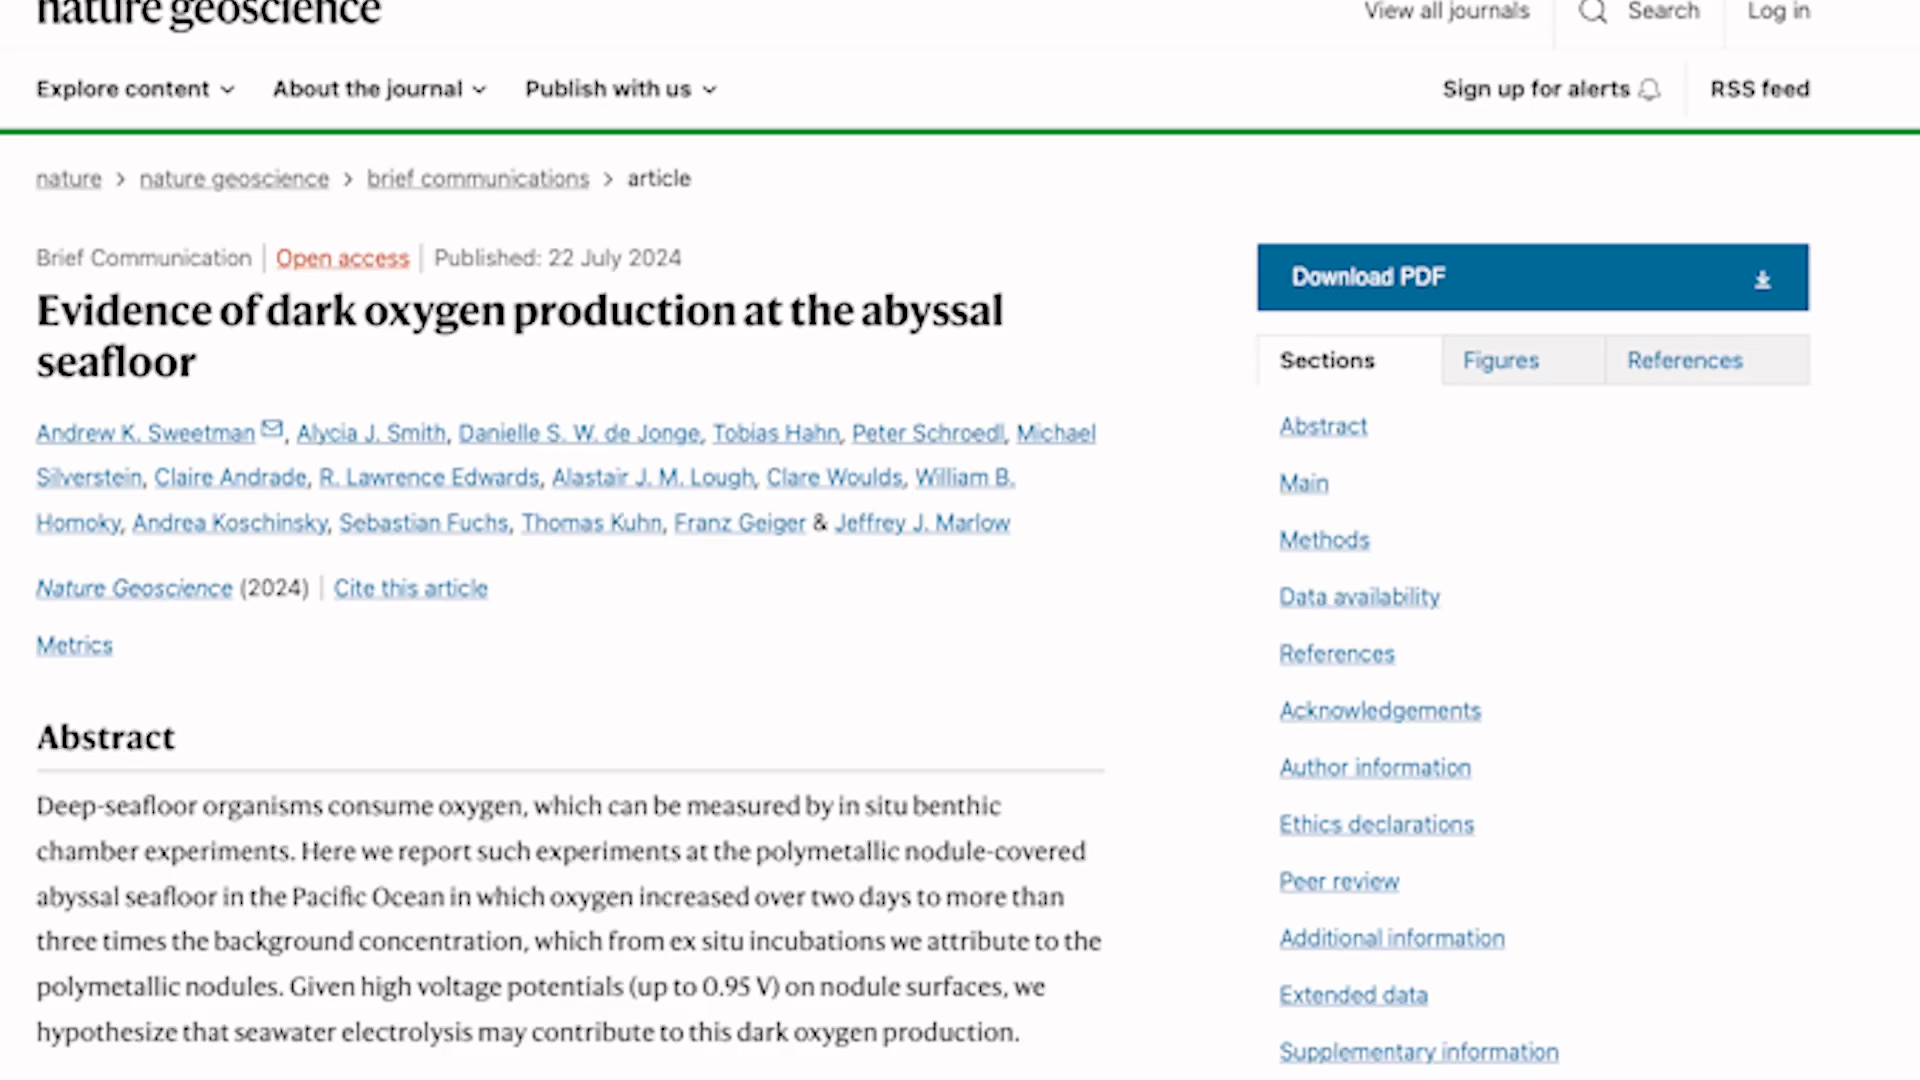 nature geoscience
View all journals Search Log in
Explore content About the journal Publish with us
Sign up for alerts RSS feed
nature > nature geoscience > brief communications > article
Brief Communication | Open access | Published: 22 July 2024
Evidence of dark oxygen production at the abyssal
seafloor
Andrew K. Sweetman, Alycia J. Smith, Danielle S. W. de Jonge, Tobias Hahn, Peter Schroedl, Michael
Silverstein, Claire Andrade, R. Lawrence Edwards, Alastair J. M. Lough, Clare Woulds, William B.
Homoky, Andrea Koschinsky, Sebastian Fuchs, Thomas Kuhn, Franz Geiger & Jeffrey J. Marlow
Nature Geoscience (2024) | Cite this article
Metrics
Abstract
Deep-seafloor organisms consume oxygen, which can be measured by in situ benthic
chamber experiments. Here we report such experiments at the polymetallic nodule-covered
abyssal seafloor in the Pacific Ocean in which oxygen increased over two days to more than
three times the background concentration, which from ex situ incubations we attribute to the
polymetallic nodules. Given high voltage potentials (up to 0.95 V) on nodule surfaces, we
hypothesize that seawater electrolysis may contribute to this dark oxygen production.
Download PDF
Sections Figures References
Abstract
Main
Methods
Data availability
References
Acknowledgements
Author information
Ethics declarations
Peer review
Additional information
Extended data
Supplementary information